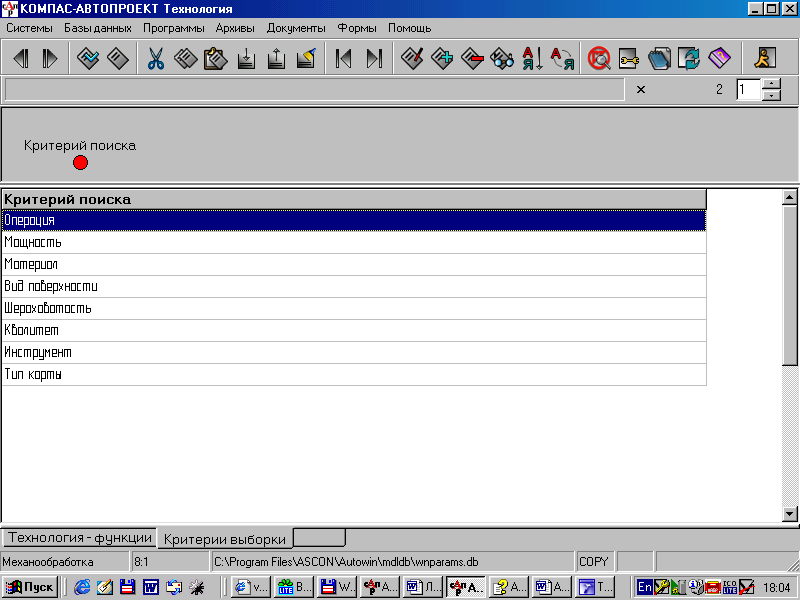 КОМПАС-АВТОПРОЕКТ Технология
Системы Базы данных Программы Архивы Документы Формы Помощь
× 2 1
Критерий поиска
Критерий поиска
Операция
Мощность
Материал
Вид поверхности
Шероховатость
Квалитет
Инструмент
Тип карты
Технология - функции Критерии выборки
Механообработка 8:1 C:\Program Files\ASCON\Autowin\mdldb\wnparams.db COPY
Пуск v... В... W... А... Л... А... А... А... Т... En 18:04